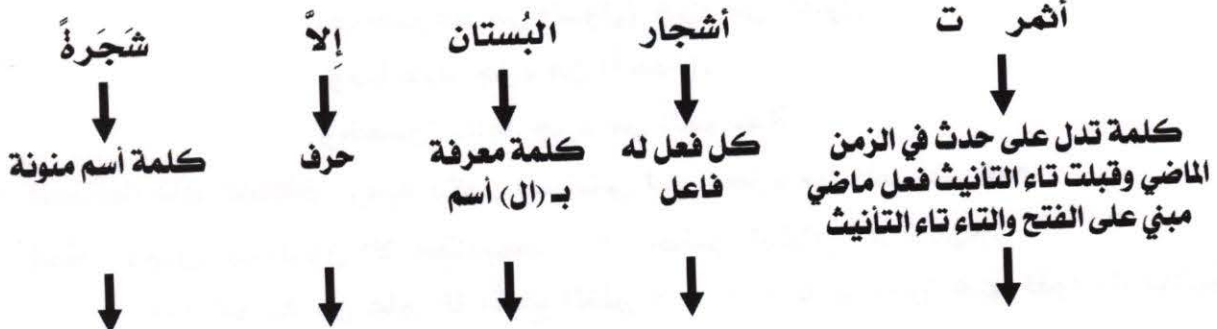 أثمر ت أشجار البُستان إِلاَّ شَجَرةً
كلمة تدل على حدث في الزمن كل فعل له كلمة معرفة حرف كلمة أسم منونة
الماضي وقبلت تاء التأنيث فعل ماضي فاعل بـ (ال) أسم
مبني على الفتح والتاء تاء التأنيث